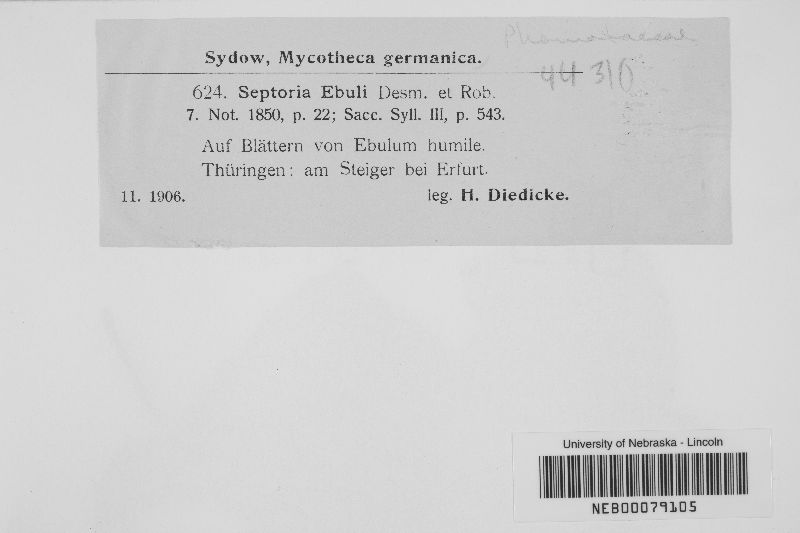 Sydow, Mycotheca germanica.
44310
624. Septoria Ebuli Desm. et Rob.
7. Not. 1850, p. 22; Sacc. Syll. III, p. 543.
Auf Blättern von Ebulum humile.
Thüringen: am Steiger bei Erfurt.
11. 1906. leg. H. Diedicke.
University of Nebraska - Lincoln
NEB00079105